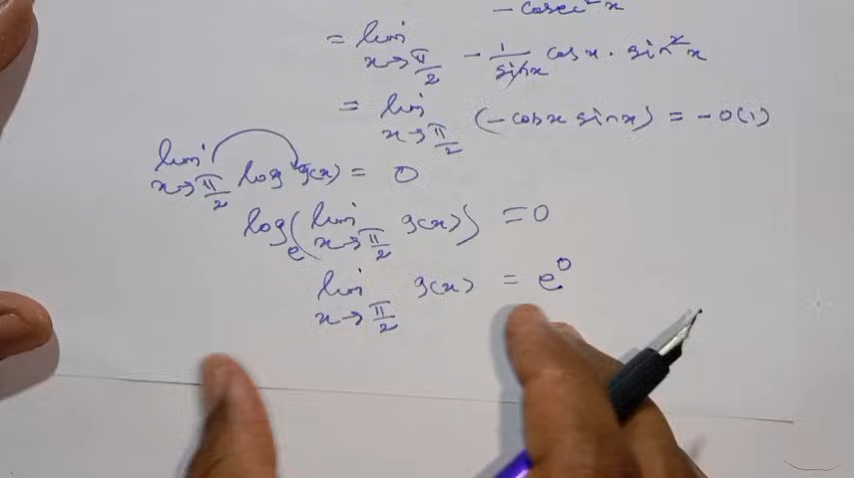 - cosec²x
= lim x→π/2 - 1/sinx cosx · sin²x
= lim x→π/2 (-cosx sinx) = -0(1)
lim x→π/2 log g(x) = 0
logₑ(lim x→π/2 g(x)) = 0
lim x→π/2 g(x) = e⁰